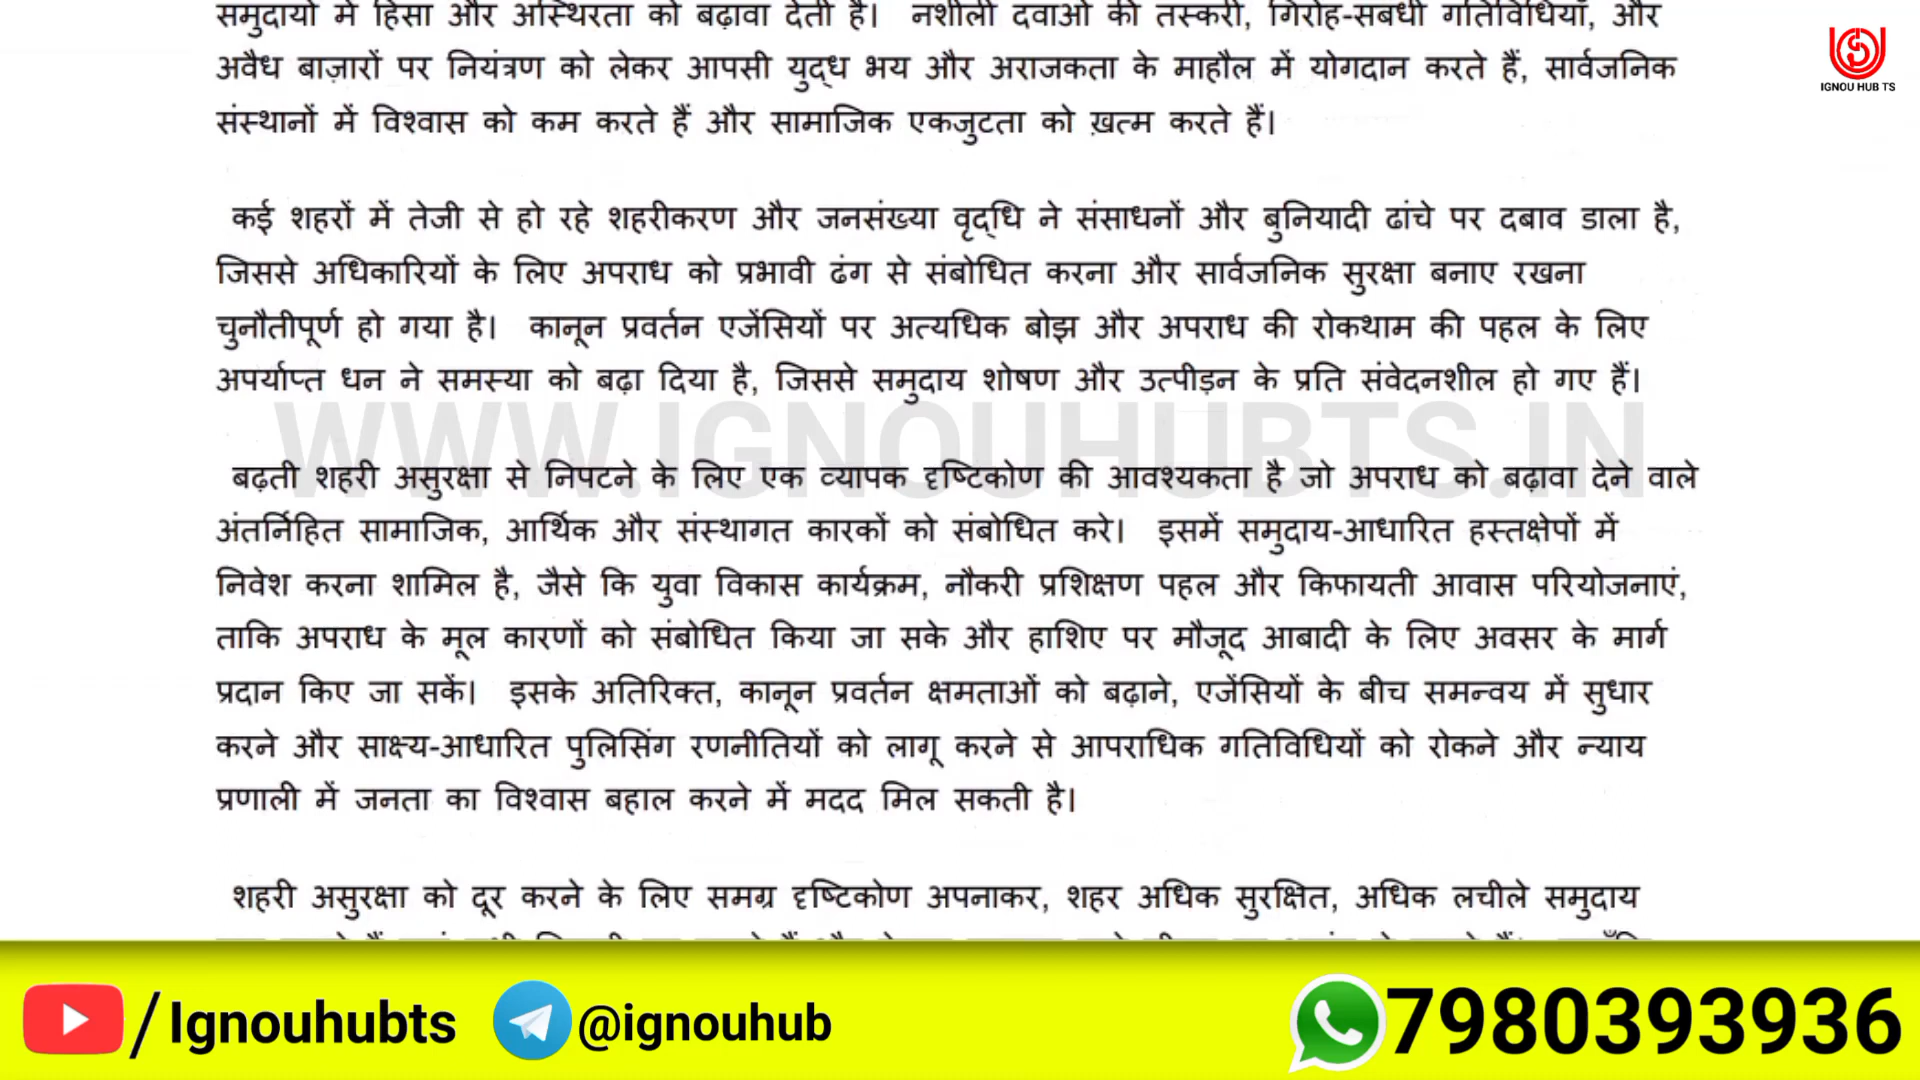 समुदायों में हिंसा और अस्थिरता को बढ़ावा देती है। नशीली दवाओं की तस्करी, गिरोह-संबंधी गतिविधियाँ, और
अवैध बाज़ारों पर नियंत्रण को लेकर आपसी युद्ध भय और अराजकता के माहौल में योगदान करते हैं, सार्वजनिक
संस्थानों में विश्वास को कम करते हैं और सामाजिक एकजुटता को ख़त्म करते हैं।
IGNOU HUB TS
कई शहरों में तेजी से हो रहे शहरीकरण और जनसंख्या वृद्धि ने संसाधनों और बुनियादी ढांचे पर दबाव डाला है,
जिससे अधिकारियों के लिए अपराध को प्रभावी ढंग से संबोधित करना और सार्वजनिक सुरक्षा बनाए रखना
चुनौतीपूर्ण हो गया है। कानून प्रवर्तन एजेंसियों पर अत्यधिक बोझ और अपराध की रोकथाम की पहल के लिए
अपर्याप्त धन ने समस्या को बढ़ा दिया है, जिससे समुदाय शोषण और उत्पीड़न के प्रति संवेदनशील हो गए हैं।
WWW.IGNOUHUBTS.IN
बढ़ती शहरी असुरक्षा से निपटने के लिए एक व्यापक दृष्टिकोण की आवश्यकता है जो अपराध को बढ़ावा देने वाले
अंतर्निहित सामाजिक, आर्थिक और संस्थागत कारकों को संबोधित करे। इसमें समुदाय-आधारित हस्तक्षेपों में
निवेश करना शामिल है, जैसे कि युवा विकास कार्यक्रम, नौकरी प्रशिक्षण पहल और किफायती आवास परियोजनाएं,
ताकि अपराध के मूल कारणों को संबोधित किया जा सके और हाशिए पर मौजूद आबादी के लिए अवसर के मार्ग
प्रदान किए जा सकें। इसके अतिरिक्त, कानून प्रवर्तन क्षमताओं को बढ़ाने, एजेंसियों के बीच समन्वय में सुधार
करने और साक्ष्य-आधारित पुलिसिंग रणनीतियों को लागू करने से आपराधिक गतिविधियों को रोकने और न्याय
प्रणाली में जनता का विश्वास बहाल करने में मदद मिल सकती है।
शहरी असुरक्षा को दूर करने के लिए समग्र दृष्टिकोण अपनाकर, शहर अधिक सुरक्षित, अधिक लचीले समुदाय
/Ignouhubts @ignouhub 7980393936